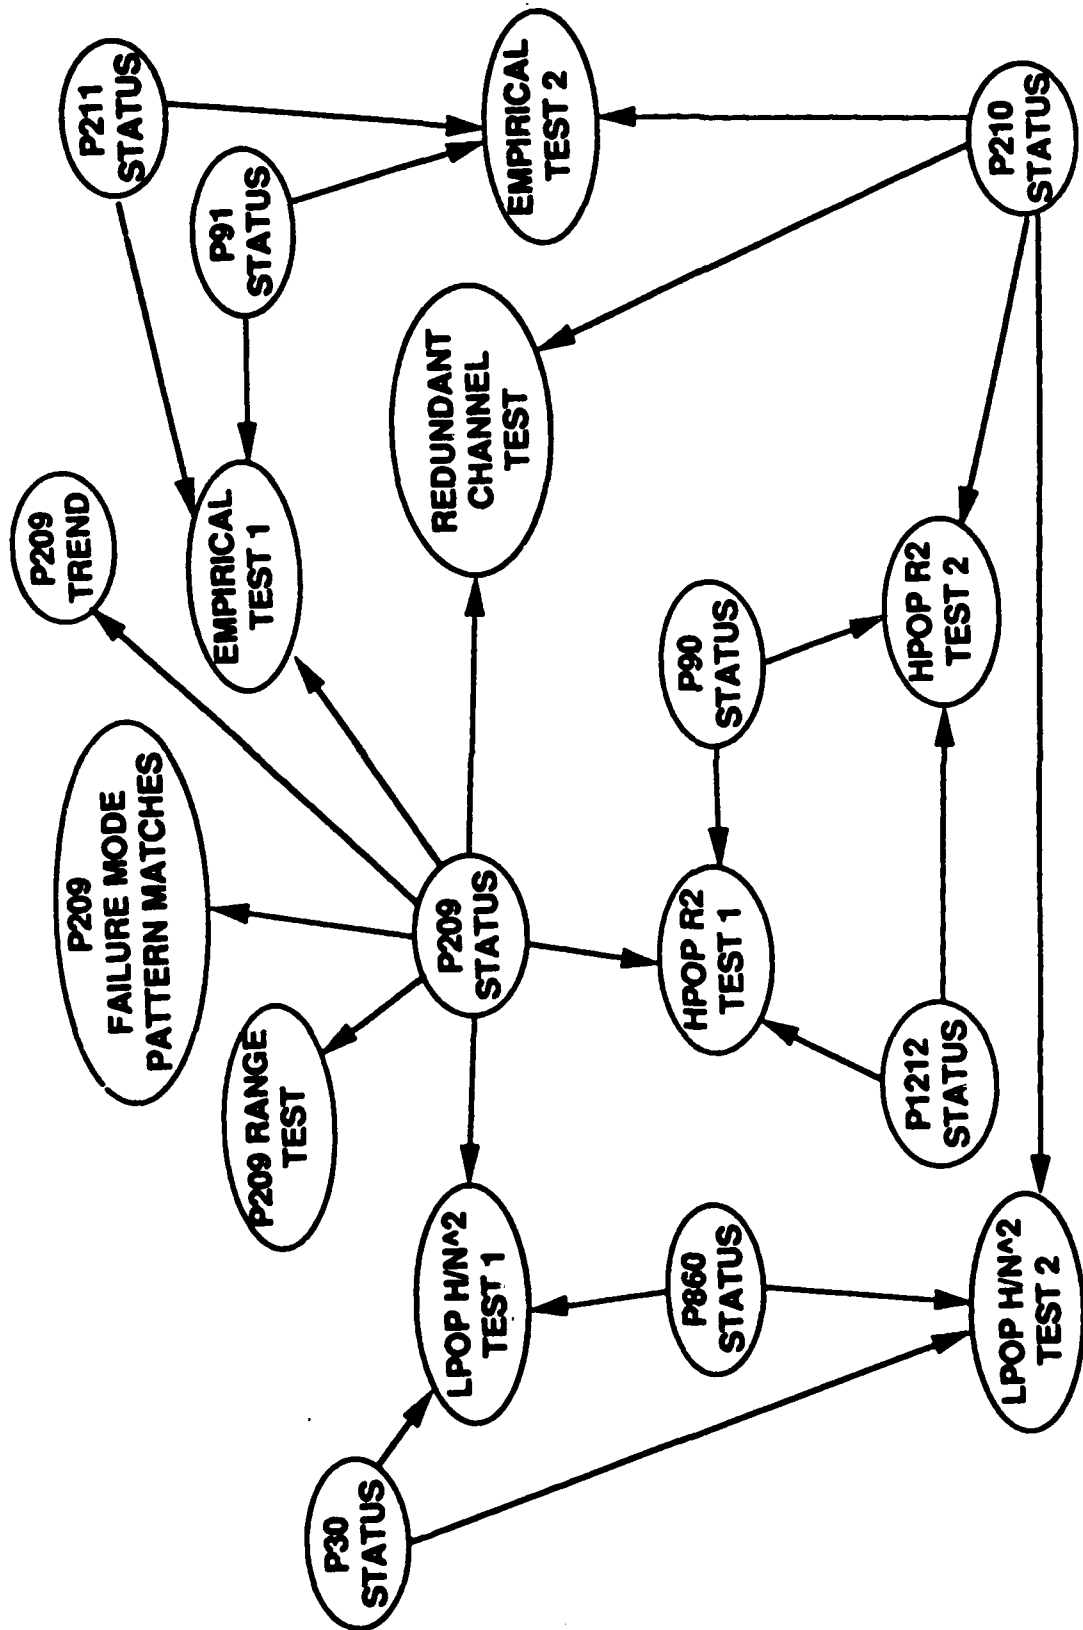 P209
FAILURE MODE
PATTERN MATCHES
P209
TREND
P211
STATUS
P209 RANGE
TEST
EMPIRICAL
TEST 1
P91
STATUS
P30
STATUS
LPOP H/N^2
TEST 1
P209
STATUS
REDUNDANT
CHANNEL
TEST
EMPIRICAL
TEST 2
P860
STATUS
HPOP R2
TEST 1
P90
STATUS
P1212
STATUS
HPOP R2
TEST 2
LPOP H/N^2
TEST 2
P210
STATUS